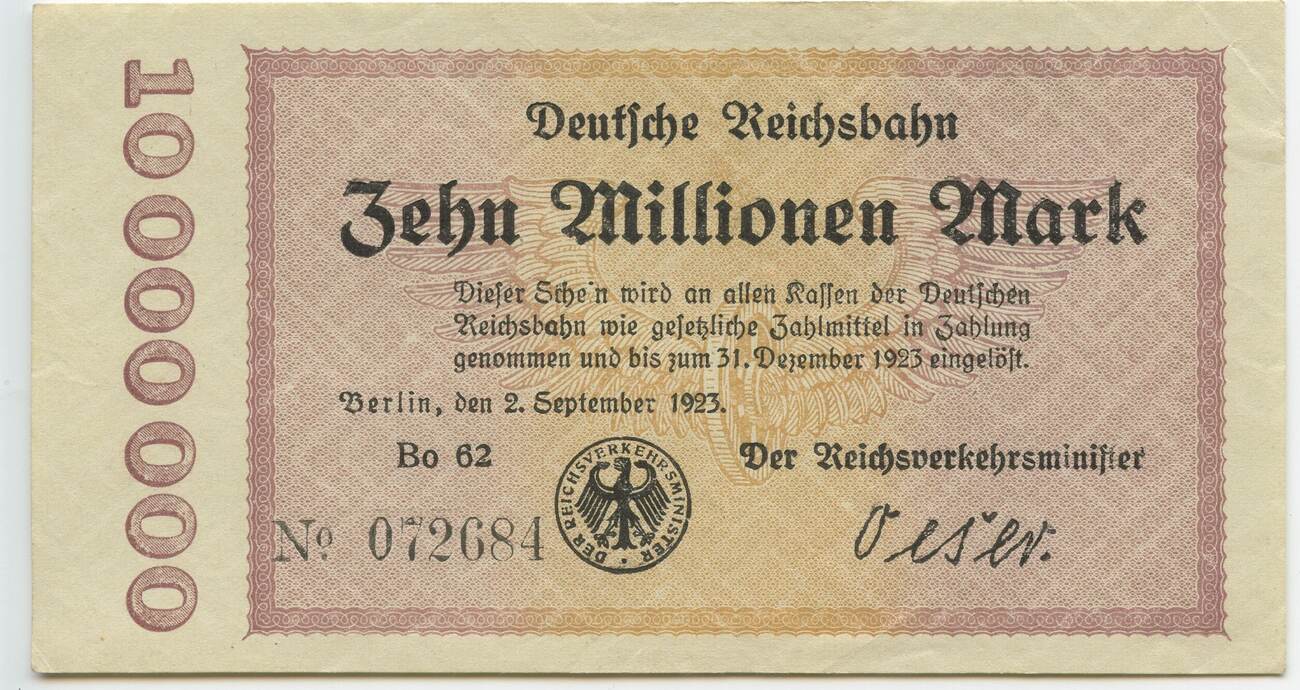 10000000
Deutsche Reichsbahn
Zehn Millionen Mark
Dieser Sche'n wird an allen Kassen der Deutschen
Reichsbahn wie gesetzliche Zahlmittel in Zahlung
genommen und bis zum 31. Dezember 1923 eingelöst.
Berlin, den 2. September 1923.
Bo 62
Der Reichsverkehrsminister
No 072684
DER REICHSVERKEHRSMINISTER
Oeser.